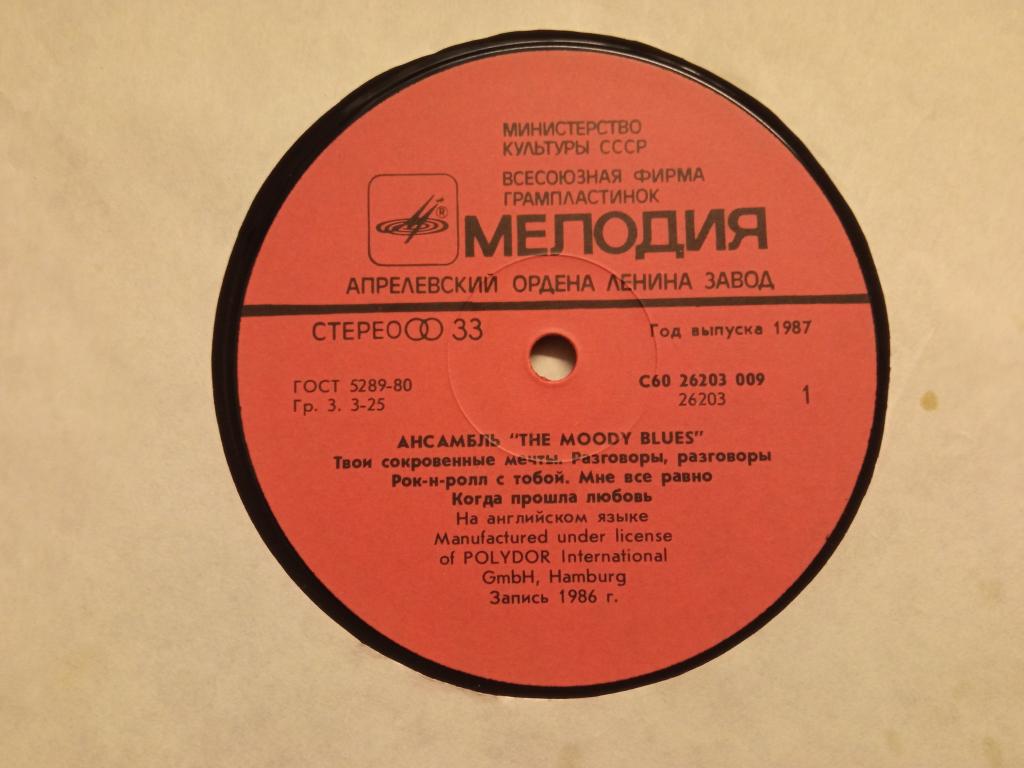 МИНИСТЕРСТВО
КУЛЬТУРЫ СССР
ВСЕСОЮЗНАЯ ФИРМА
ГРАМПЛАСТИНОК
®
МЕЛОДИЯ
АПРЕЛЕВСКИЙ ОРДЕНА ЛЕНИНА ЗАВОД
СТЕРЕО 33
Год выпуска 1987
ГОСТ 5289-80
Гр. 3. 3-25
С60 26203 009
26203
1
АНСАМБЛЬ "THE MOODY BLUES"
Твои сокровенные мечты. Разговоры, разговоры
Рок-н-ролл с тобой. Мне все равно
Когда прошла любовь
На английском языке
Manufactured under license
of POLYDOR International
GmbH, Hamburg
Запись 1986 г.